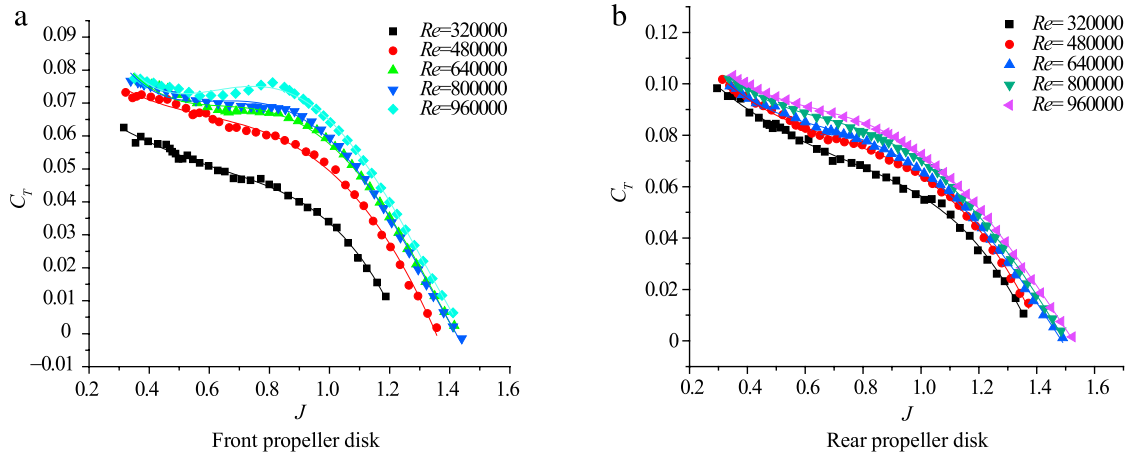 a
0.09
0.08
0.07
0.06
0.05
0.04
0.03
0.02
0.01
0
–0.01
C_T
0.2 0.4 0.6 0.8 1.0 1.2 1.4 1.6
J
Re=320000
Re=480000
Re=640000
Re=800000
Re=960000
Front propeller disk
b
0.12
0.10
0.08
0.06
0.04
0.02
0
C_T
0.2 0.4 0.6 0.8 1.0 1.2 1.4 1.6
J
Re= 320000
Re= 480000
Re= 640000
Re= 800000
Re= 960000
Rear propeller disk